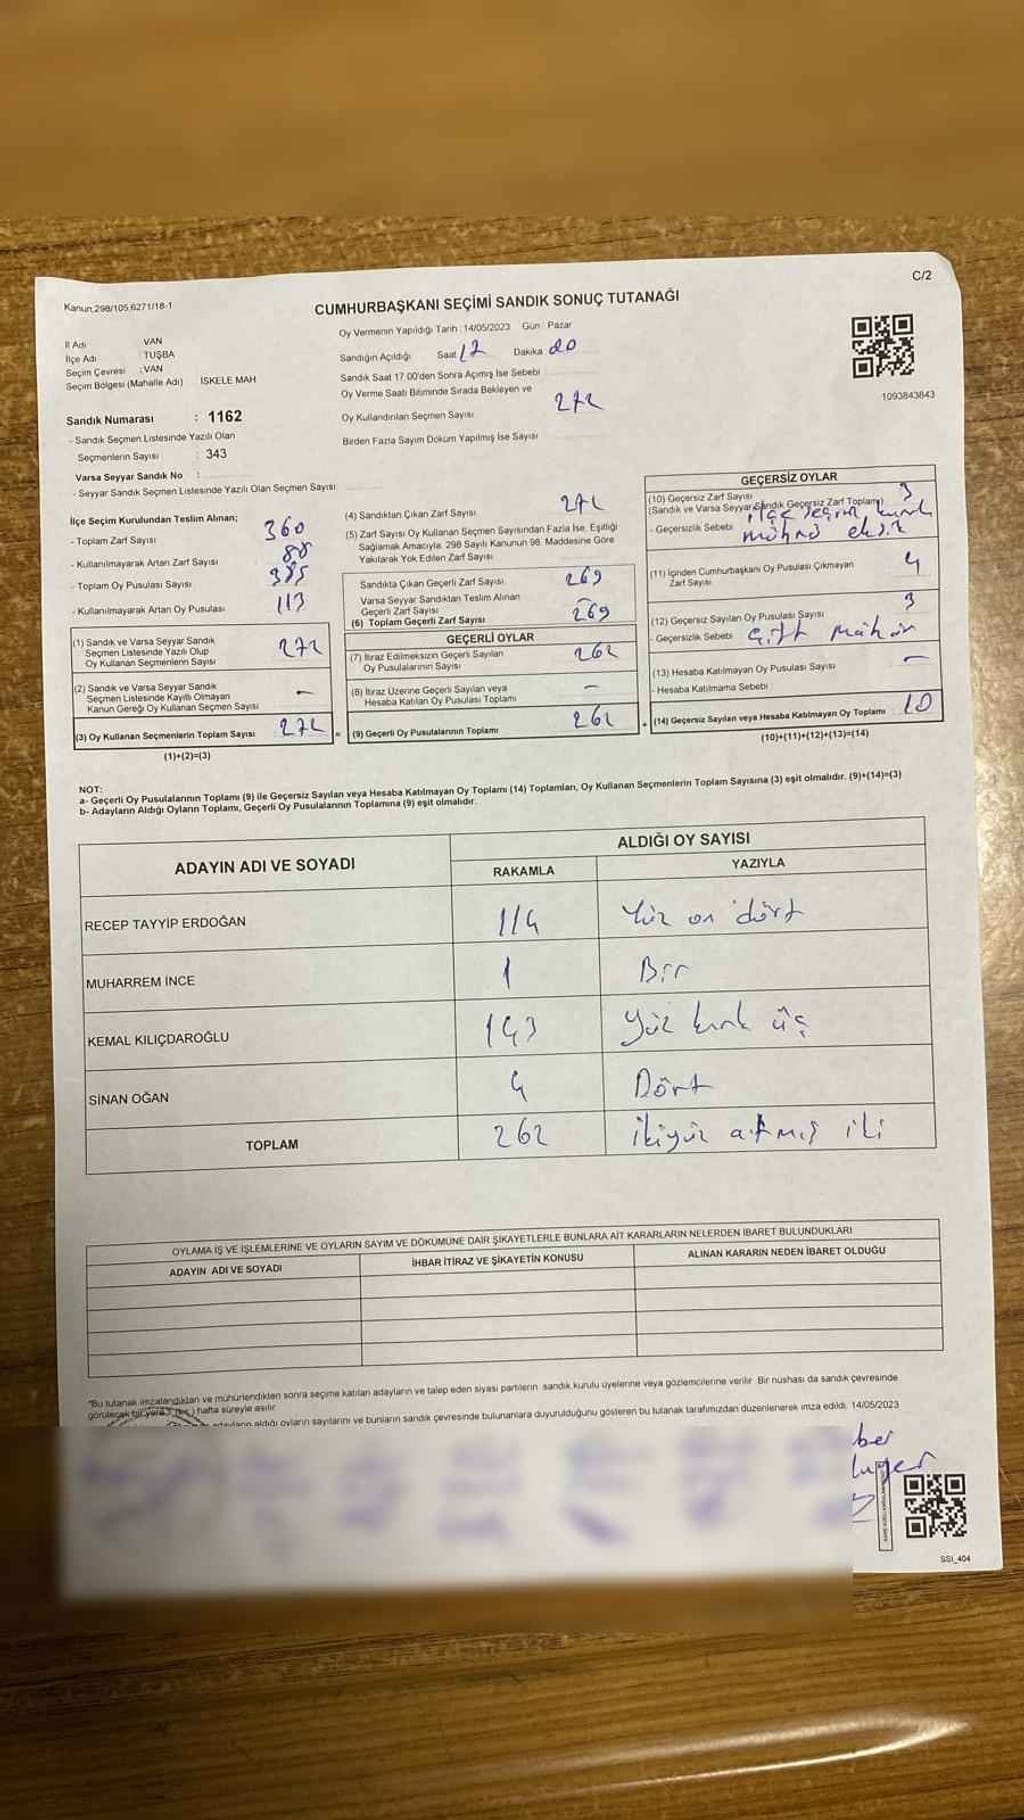 C/2
Kanun:298/105,6271/18-1
CUMHURBAŞKANI SEÇİMİ SANDIK SONUÇ TUTANAĞI
İl Adı VAN
İlçe Adı TUŞBA
Seçim Çevresi :VAN
Seçim Bölgesi (Mahalle Adı) İSKELE MAH
Oy Vermenin Yapıldığı Tarih :14/05/2023 Gün : Pazar
Sandığın Açıldığı Saat 17 Dakika 20
Sandık Saat 17.00'den Sonra Açımış İse Sebebi
Oy Verme Saati Bitiminde Sırada Bekleyen ve
Oy Kullandırılan Seçmen Sayısı 272
Birden Fazla Sayım Döküm Yapılmış İse Sayısı
1093843843
Sandık Numarası : 1162
- Sandık Seçmen Listesinde Yazılı Olan
Seçmenlerin Sayısı : 343
Varsa Seyyar Sandık No :
- Seyyar Sandık Seçmen Listesinde Yazılı Olan Seçmen Sayısı
İlçe Seçim Kurulundan Teslim Alınan;
- Toplam Zarf Sayısı 360
- Kullanılmayarak Artan Zarf Sayısı 88
- Toplam Oy Pusulası Sayısı 385
- Kullanılmayarak Artan Oy Pusulası 113
(1) Sandık ve Varsa Seyyar Sandık
Seçmen Listesinde Yazılı Olup
Oy Kullanan Seçmenlerin Sayısı 272
(2) Sandık ve Varsa Seyyar Sandık
Seçmen Listesinde Kayıtlı Olmayan
Kanun Gereği Oy Kullanan Seçmen Sayısı -
(3) Oy Kullanan Seçmenlerin Toplam Sayısı 272 =
(1)+(2)=(3)
(4) Sandıktan Çıkan Zarf Sayısı 272
(5) Zarf Sayısı Oy Kullanan Seçmen Sayısından Fazla İse, Eşitliği
Sağlamak Amacıyla, 298 Sayılı Kanunun 98. Maddesine Göre
Yakılarak Yok Edilen Zarf Sayısı
Sandıkta Çıkan Geçerli Zarf Sayısı 269
Varsa Seyyar Sandıktan Teslim Alınan
Geçerli Zarf Sayısı -
(6) Toplam Geçerli Zarf Sayısı 269
GEÇERLİ OYLAR
(7) İtiraz Edilmeksizin Geçerli Sayılan
Oy Pusulalarının Sayısı 262
(8) İtiraz Üzerine Geçerli Sayılan veya
Hesaba Katılan Oy Pusulası Toplamı -
(9) Geçerli Oy Pusulalarının Toplamı 262 +
GEÇERSİZ OYLAR
(10) Geçersiz Zarf Sayısı 3
(Sandık ve Varsa Seyyar Sandık Geçersiz Zarf Toplamı)
- Geçersizlik Sebebi ilçe seçim kurulu
mührü eksik
(11) İçinden Cumhurbaşkanı Oy Pusulası Çıkmayan
Zarf Sayısı 4
(12) Geçersiz Sayılan Oy Pusulası Sayısı 3
- Geçersizlik Sebebi Çift mühür
(13) Hesaba Katılmayan Oy Pusulası Sayısı -
- Hesaba Katılmama Sebebi
(14) Geçersiz Sayılan veya Hesaba Katılmayan Oy Toplamı 10
(10)+(11)+(12)+(13)=(14)
NOT:
a- Geçerli Oy Pusulalarının Toplamı (9) ile Geçersiz Sayılan veya Hesaba Katılmayan Oy Toplamı (14) Toplamları, Oy Kullanan Seçmenlerin Toplam Sayısına (3) eşit olmalıdır. (9)+(14)=(3)
b- Adayların Aldığı Oyların Toplamı, Geçerli Oy Pusulalarının Toplamına (9) eşit olmalıdır.
ADAYIN ADI VE SOYADI ALDIĞI OY SAYISI
RAKAMLA YAZIYLA
RECEP TAYYİP ERDOĞAN 114 Yüz on dört
MUHARREM İNCE 1 Bir
KEMAL KILIÇDAROĞLU 143 Yüz kırk üç
SİNAN OĞAN 4 Dört
TOPLAM 262 ikiyüz atmış iki
OYLAMA İŞ VE İŞLEMLERİNE VE OYLARIN SAYIM VE DÖKÜMÜNE DAİR ŞİKAYETLERLE BUNLARA AİT KARARLARIN NELERDEN İBARET BULUNDUKLARI
ADAYIN ADI VE SOYADI İHBAR İTİRAZ VE ŞİKAYETİN KONUSU ALINAN KARARIN NEDEN İBARET OLDUĞU
"Bu tutanak imzalandıktan ve mühürlendikten sonra seçime katılan adayların ve talep eden siyasi partilerin sandık kurulu üyelerine veya gözlemcilerine verilir. Bir nüshası da sandık çevresinde
görülecek bir yere hafta süreyle asılır.
adayların aldığı oyların sayılarını ve bunların sandık çevresinde bulunanlara duyurulduğunu gösteren bu tutanak tarafımızdan düzenlenerek imza edildi. 14/05/2023
SSI_404